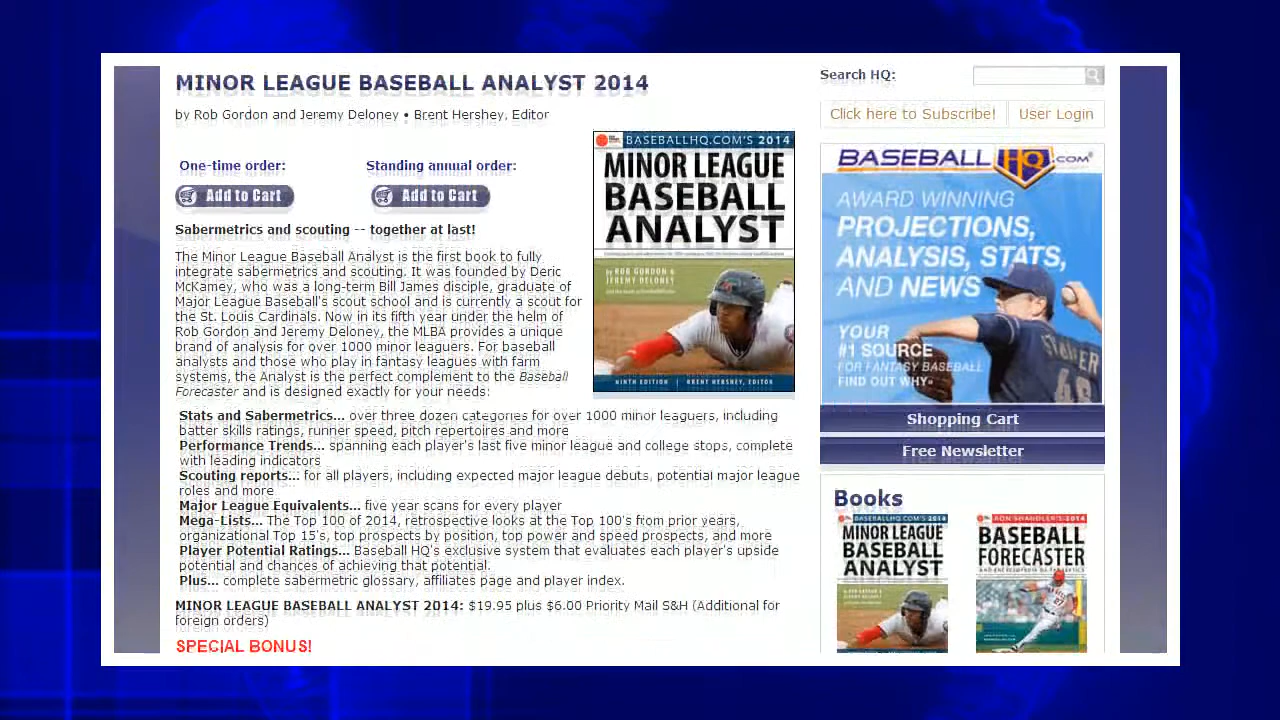 MINOR LEAGUE BASEBALL ANALYST 2014
by Rob Gordon and Jeremy Deloney • Brent Hershey, Editor
One-time order:
Standing annual order:
Add to Cart
Add to Cart
Sabermetrics and scouting -- together at last!
The Minor League Baseball Analyst is the first book to fully
integrate sabermetrics and scouting. It was founded by Deric
McKamey, who was a long-term Bill James disciple, graduate of
Major League Baseball's scout school and is currently a scout for
the St. Louis Cardinals. Now in its fifth year under the helm of
Rob Gordon and Jeremy Deloney, the MLBA provides a unique
brand of analysis for over 1000 minor leaguers. For baseball
analysts and those who play in fantasy leagues with farm
systems, the Analyst is the perfect complement to the Baseball
Forecaster and is designed exactly for your needs:
Stats and Sabermetrics... over three dozen categories for over 1000 minor leaguers, including
batter skills ratings, runner speed, pitch repertoires and more
Performance Trends... spanning each player's last five minor league and college stops, complete
with leading indicators
Scouting reports... for all players, including expected major league debuts, potential major league
roles and more
Major League Equivalents... five year scans for every player
Mega-Lists... The Top 2014, retrospective looks at the Top 100's from prior years,
organizational Top 15's, prospects by position, top power and speed prospects, and more
Player Potential Ratings... Baseball HQ's exclusive system that evaluates each player's upside
potential and chances of achieving that potential.
Plus... complete sabermetric glossary, affiliates page and player index.
MINOR LEAGUE BASEBALL ANALYST 2014: $19.95 plus $6.00 Priority Mail S&H (Additional for
foreign orders)
SPECIAL BONUS!
BASEBALLHQ.COM'S 2014
MINOR LEAGUE
BASEBALL
ANALYST
by ROB GORDON &
JEREMY DELONEY
NINTH EDITION | BRENT HERSHEY, EDITOR
Search HQ:
Click here to Subscribe!
User Login
BASEBALL HQ.COM
AWARD WINNING
PROJECTIONS,
ANALYSIS, STATS,
AND NEWS
YOUR
#1 SOURCE
FOR FANTASY BASEBALL
FIND OUT WHY»
Shopping Cart
Free Newsletter
Books
BASEBALLHQ.COM'S 2014
MINOR LEAGUE
BASEBALL
ANALYST
RON SHANDLER'S 2014
BASEBALL
FORECASTER